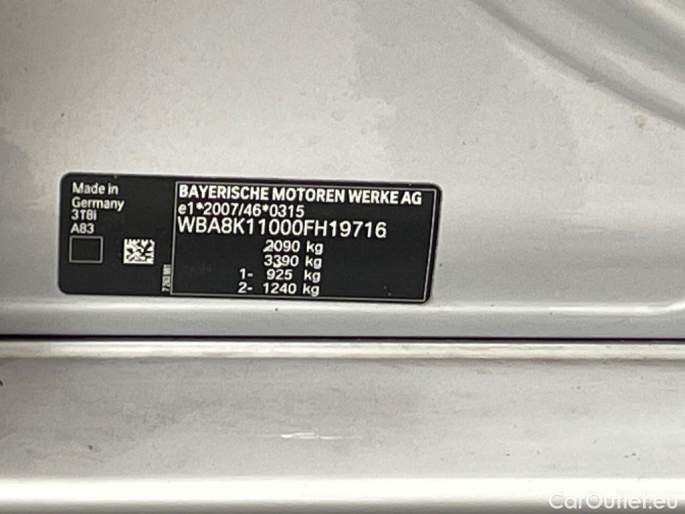 Made in
Germany
3T8i
A83
BAYERISCHE MOTOREN WERKE AG
e1*2007/46*0315
WBA8K11000FH19716
2090 kg
3390 kg
1- 925 kg
2- 1240 kg
CarOutlet.eu